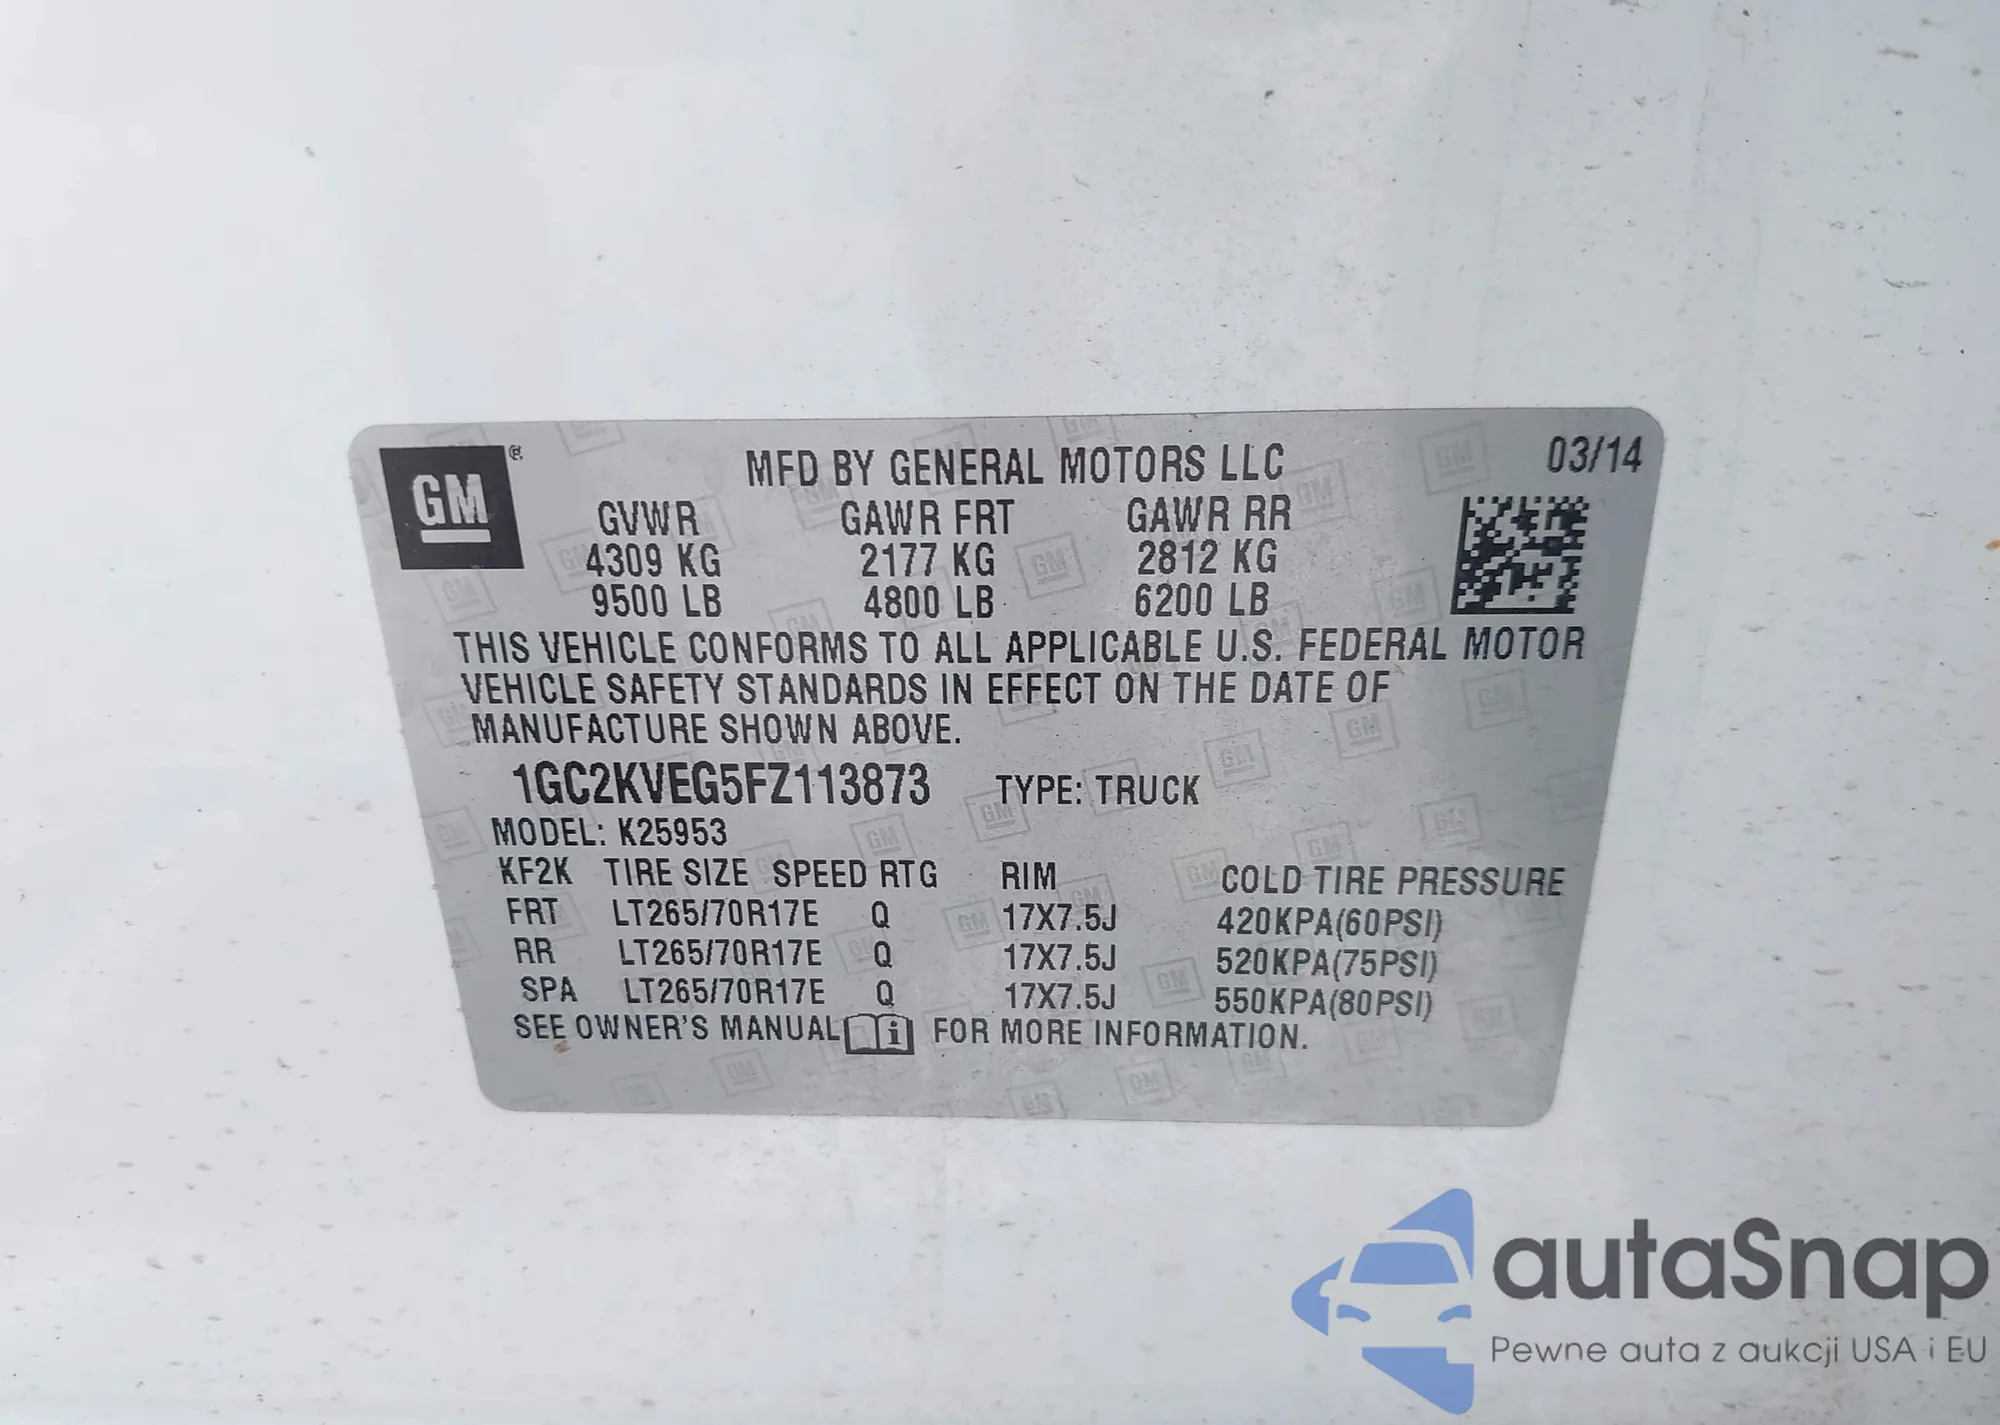 GM ®
MFD BY GENERAL MOTORS LLC 03/14
GVWR GAWR FRT GAWR RR
4309 KG 2177 KG 2812 KG
9500 LB 4800 LB 6200 LB
THIS VEHICLE CONFORMS TO ALL APPLICABLE U.S. FEDERAL MOTOR
VEHICLE SAFETY STANDARDS IN EFFECT ON THE DATE OF
MANUFACTURE SHOWN ABOVE.
1GC2KVEG5FZ113873 TYPE: TRUCK
MODEL: K25953
KF2K TIRE SIZE SPEED RTG RIM COLD TIRE PRESSURE
FRT LT265/70R17E Q 17X7.5J 420KPA(60PSI)
RR LT265/70R17E Q 17X7.5J 520KPA(75PSI)
SPA LT265/70R17E Q 17X7.5J 550KPA(80PSI)
SEE OWNER'S MANUAL i FOR MORE INFORMATION.
autaSnap
Pewne auta z aukcji USA i EU